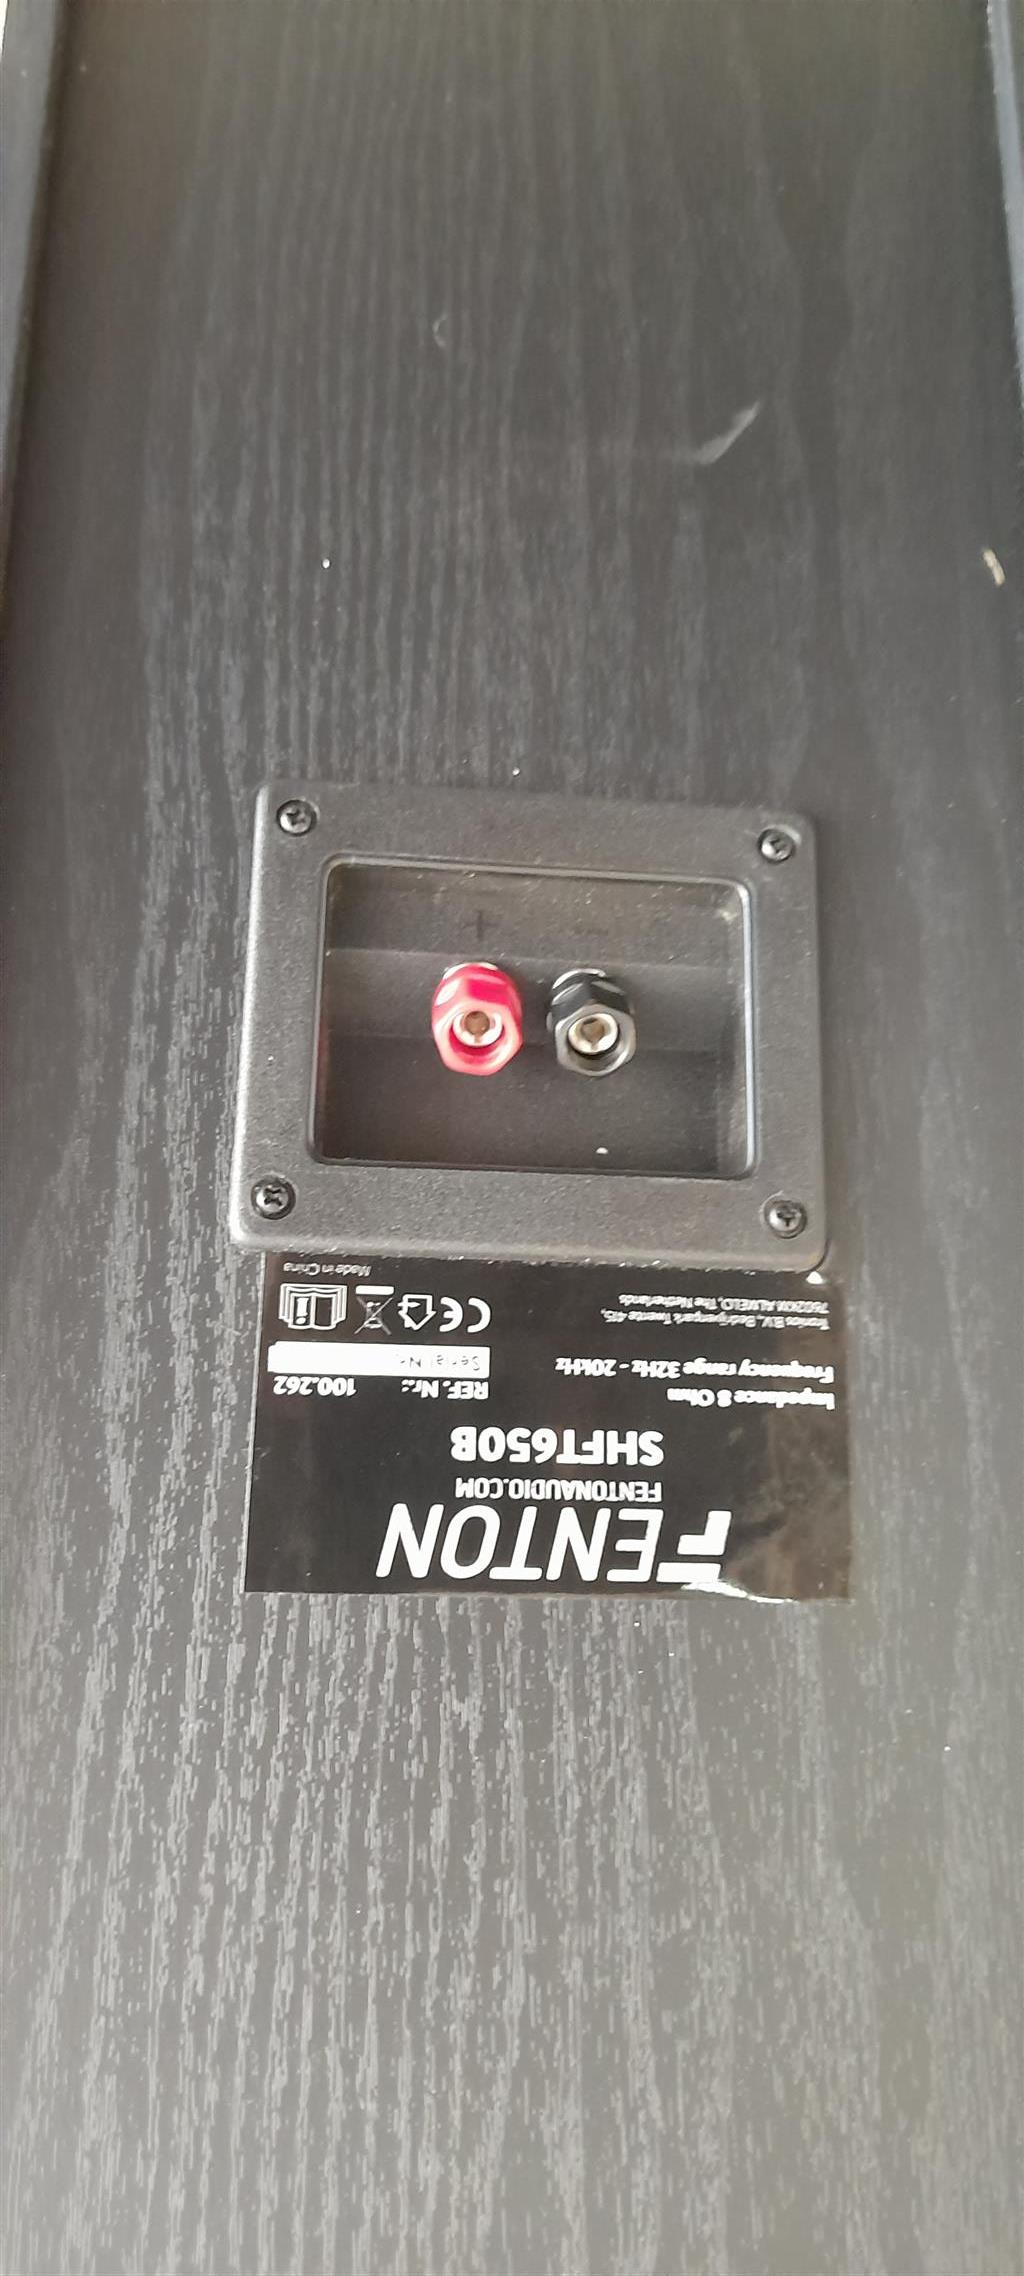 FENTON
FENTONAUDIO.COM
SHFT650B
Impedance 8 Ohm
Frequency range 32Hz - 20kHz
REF. Nr.: 100.262
Serial Nr.
Tronios B.V., Bedrijvenpark Twente 415,
7602KM ALMELO, The Netherlands
CE
Made in China
+ -